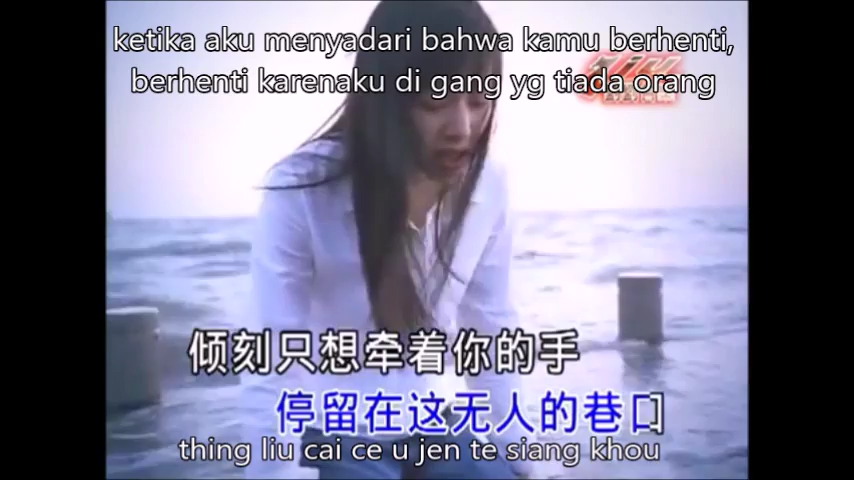 ketika aku menyadari bahwa kamu berhenti,
berhenti karenaku di gang yg tiada orang
倾刻只想牵着你的手
停留在这无人的巷口
thing liu cai ce u jen te siang khou